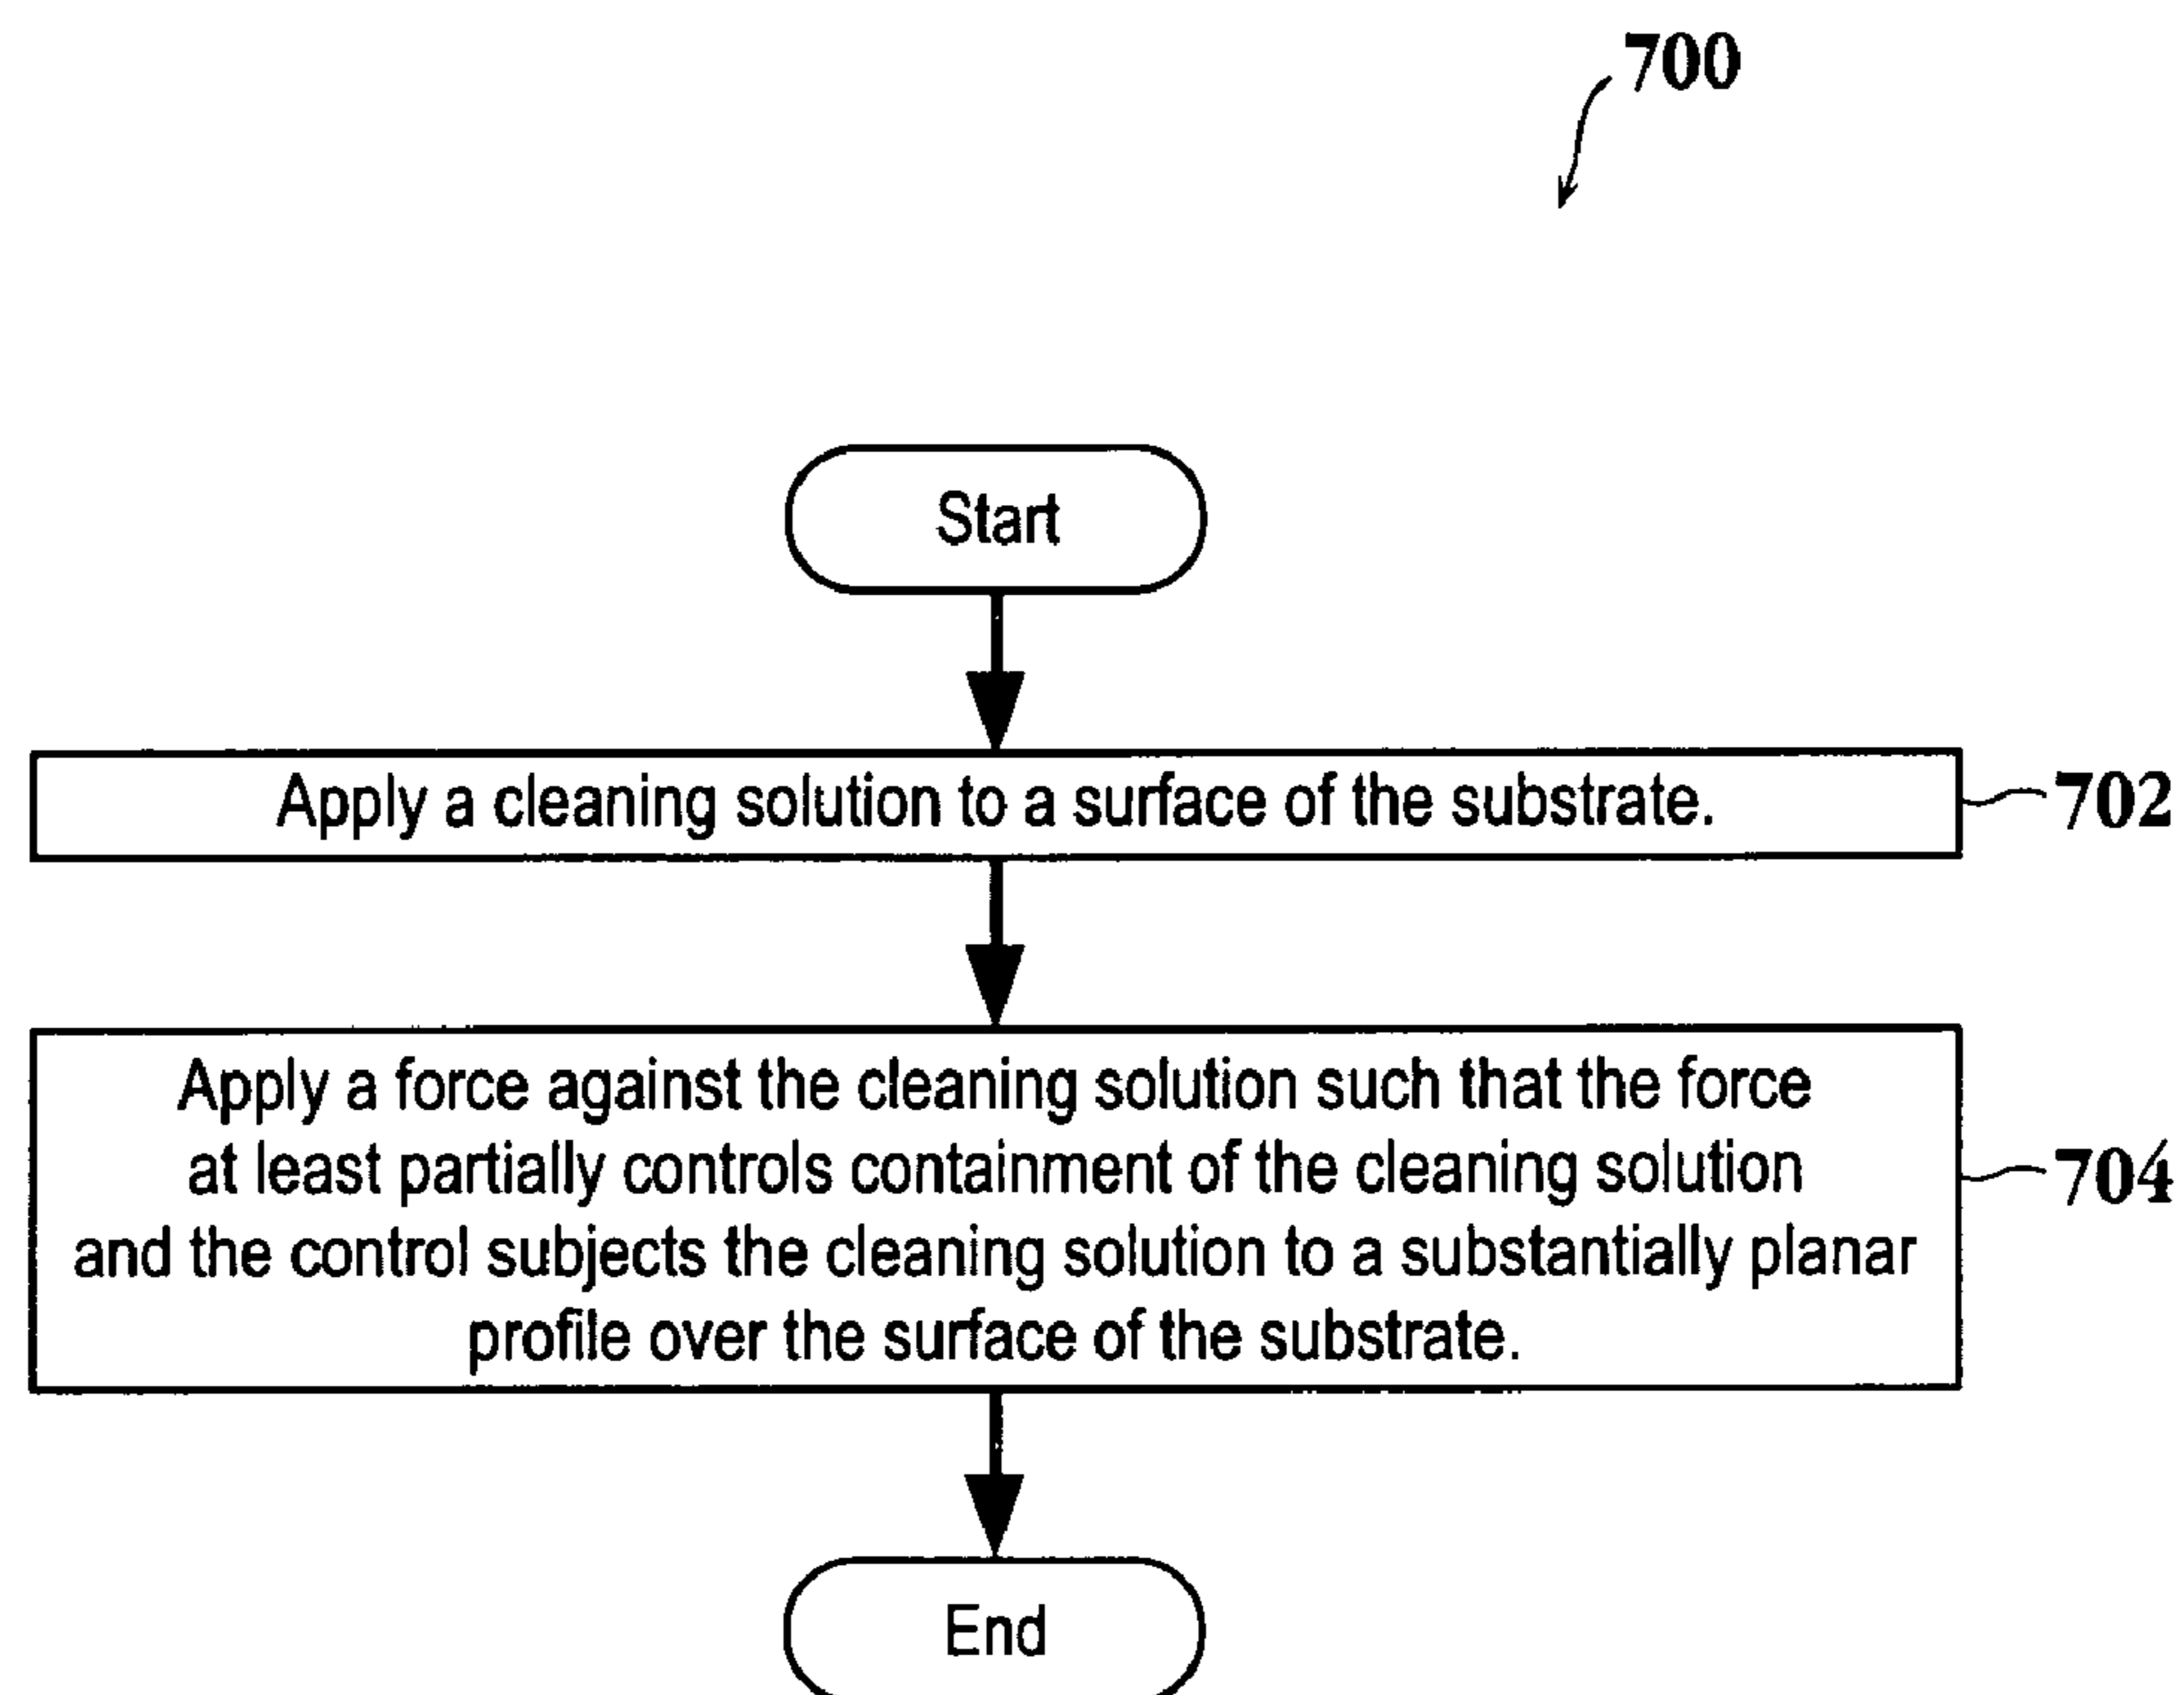 700
Start
Apply a cleaning solution to a surface of the substrate.
702
Apply a force against the cleaning solution such that the force
at least partially controls containment of the cleaning solution
and the control subjects the cleaning solution to a substantially planar
profile over the surface of the substrate.
704
End